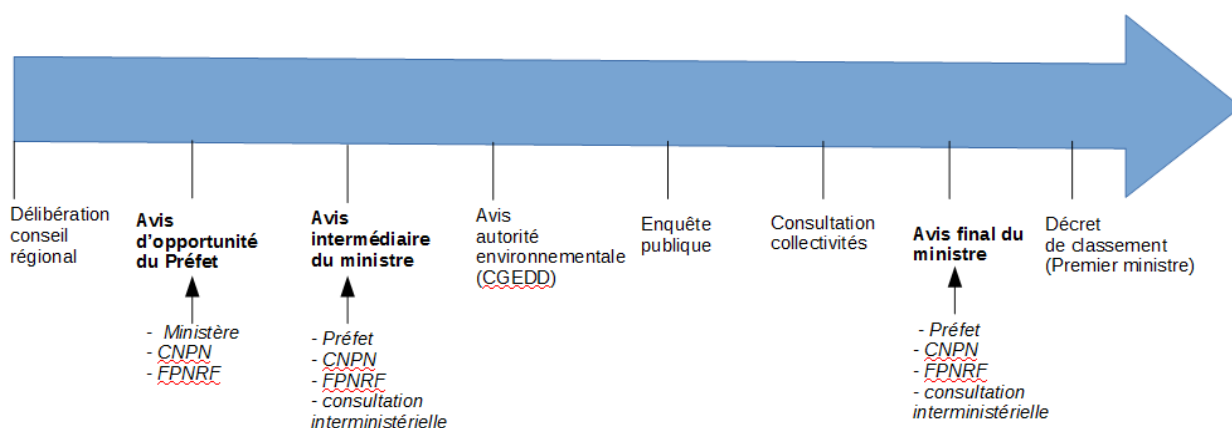 Délibération
conseil
régional
Avis
d'opportunité
du Préfet
- Ministère
- CNPN
- FPNRF
Avis
intermédiaire
du ministre
- Préfet
- CNPN
- FPNRF
- consultation
interministérielle
Avis
autorité
environnementale
(CGEDD)
Enquête
publique
Consultation
collectivités
Avis final du
ministre
- Préfet
- CNPN
- FPNRF
- consultation
interministérielle
Décret
de classement
(Premier ministre)